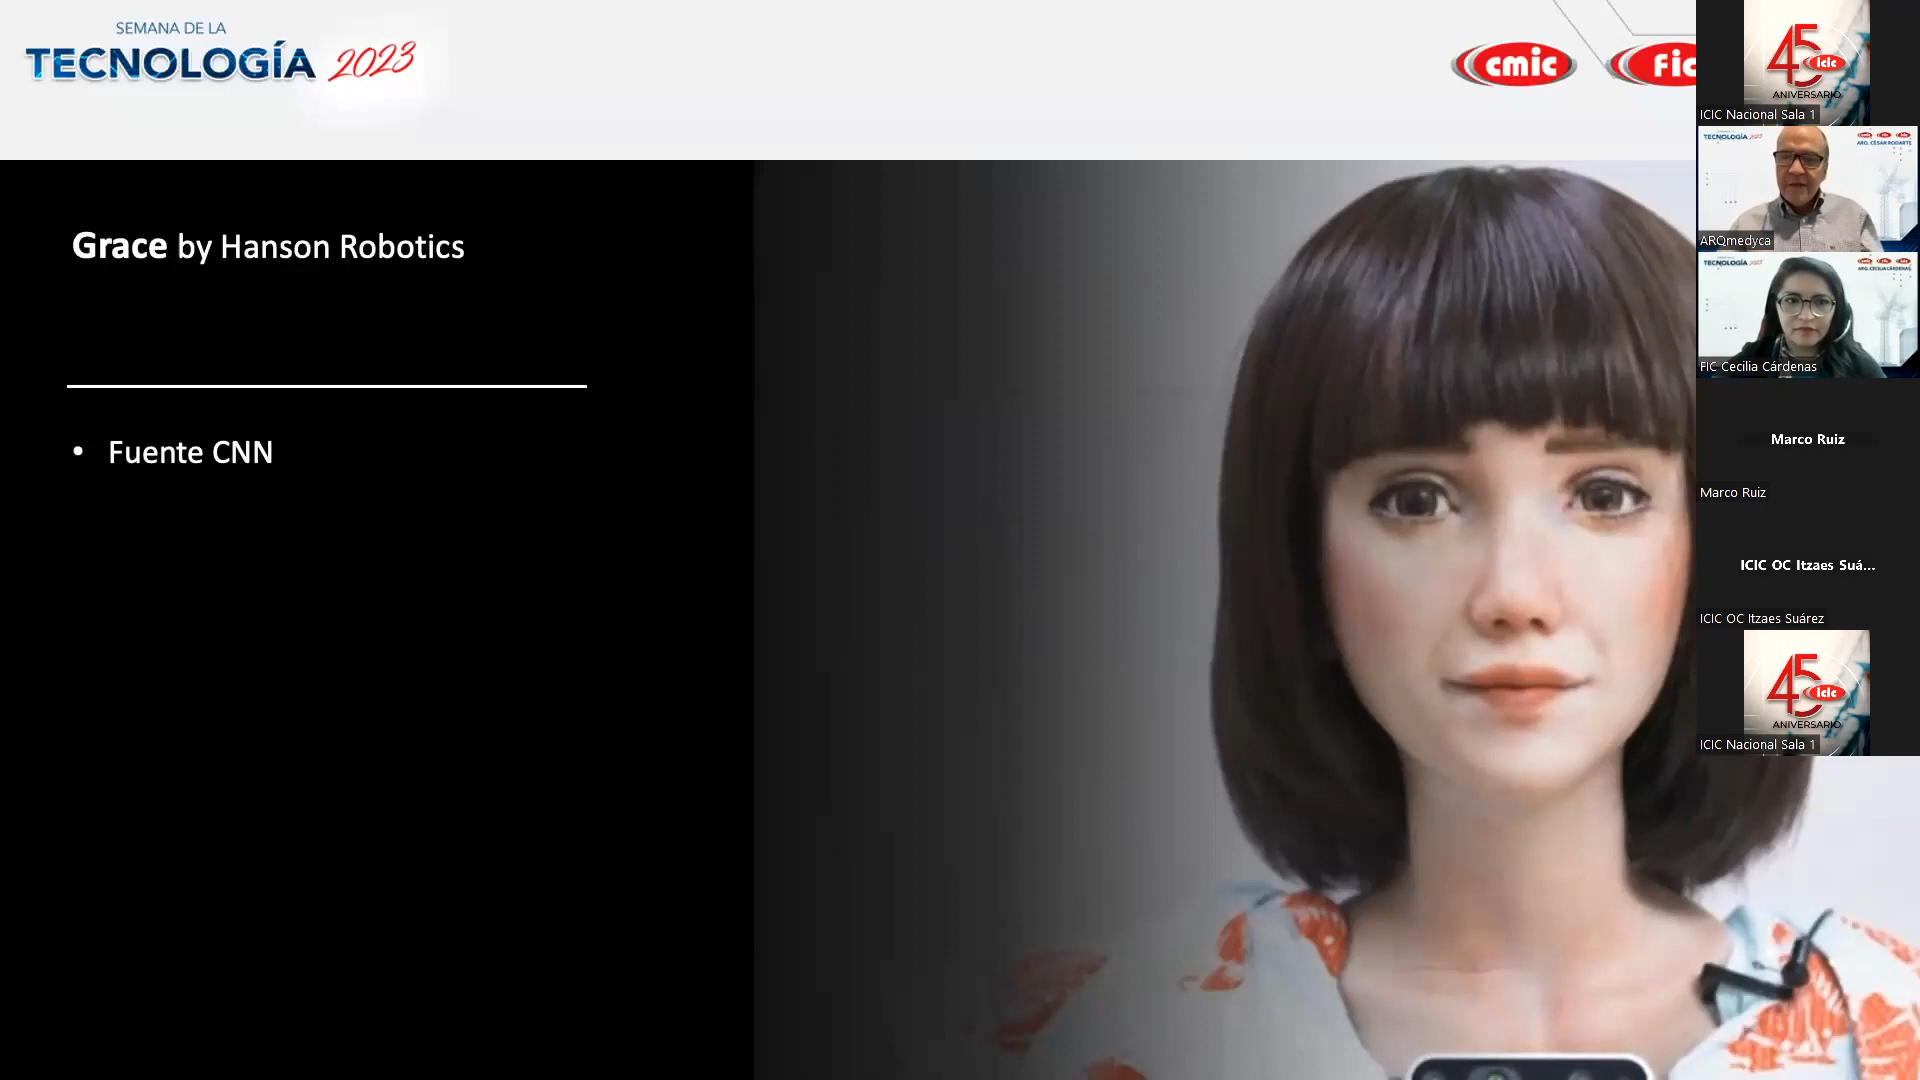 SEMANA DE LA
TECNOLOGÍA 2023
cmic
fic
Grace by Hanson Robotics
• Fuente CNN
45
icic
ANIVERSARIO
ICIC Nacional Sala 1
TECNOLOGÍA 2023
ARQ. CÉSAR RODARTE
ARQmedyca
TECNOLOGÍA 2023
ARQ. CECILIA CÁRDENAS
FIC Cecilia Cárdenas
Marco Ruiz
Marco Ruiz
ICIC OC Itzaes Suá...
ICIC OC Itzaes Suárez
45
icic
ANIVERSARIO
ICIC Nacional Sala 1